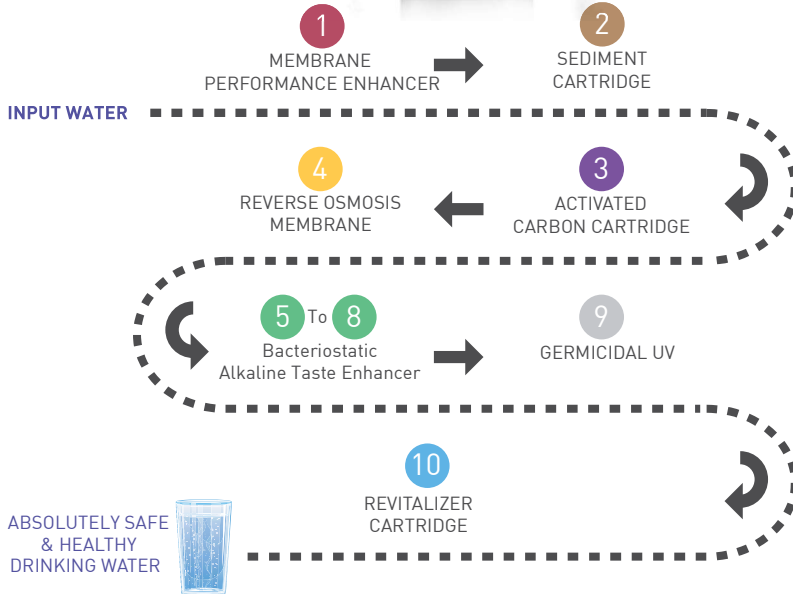 1
MEMBRANE
PERFORMANCE ENHANCER
2
SEDIMENT
CARTRIDGE
INPUT WATER
3
ACTIVATED
CARBON CARTRIDGE
4
REVERSE OSMOSIS
MEMBRANE
5 To 8
Bacteriostatic
Alkaline Taste Enhancer
9
GERMICIDAL UV
10
REVITALIZER
CARTRIDGE
ABSOLUTELY SAFE
& HEALTHY
DRINKING WATER